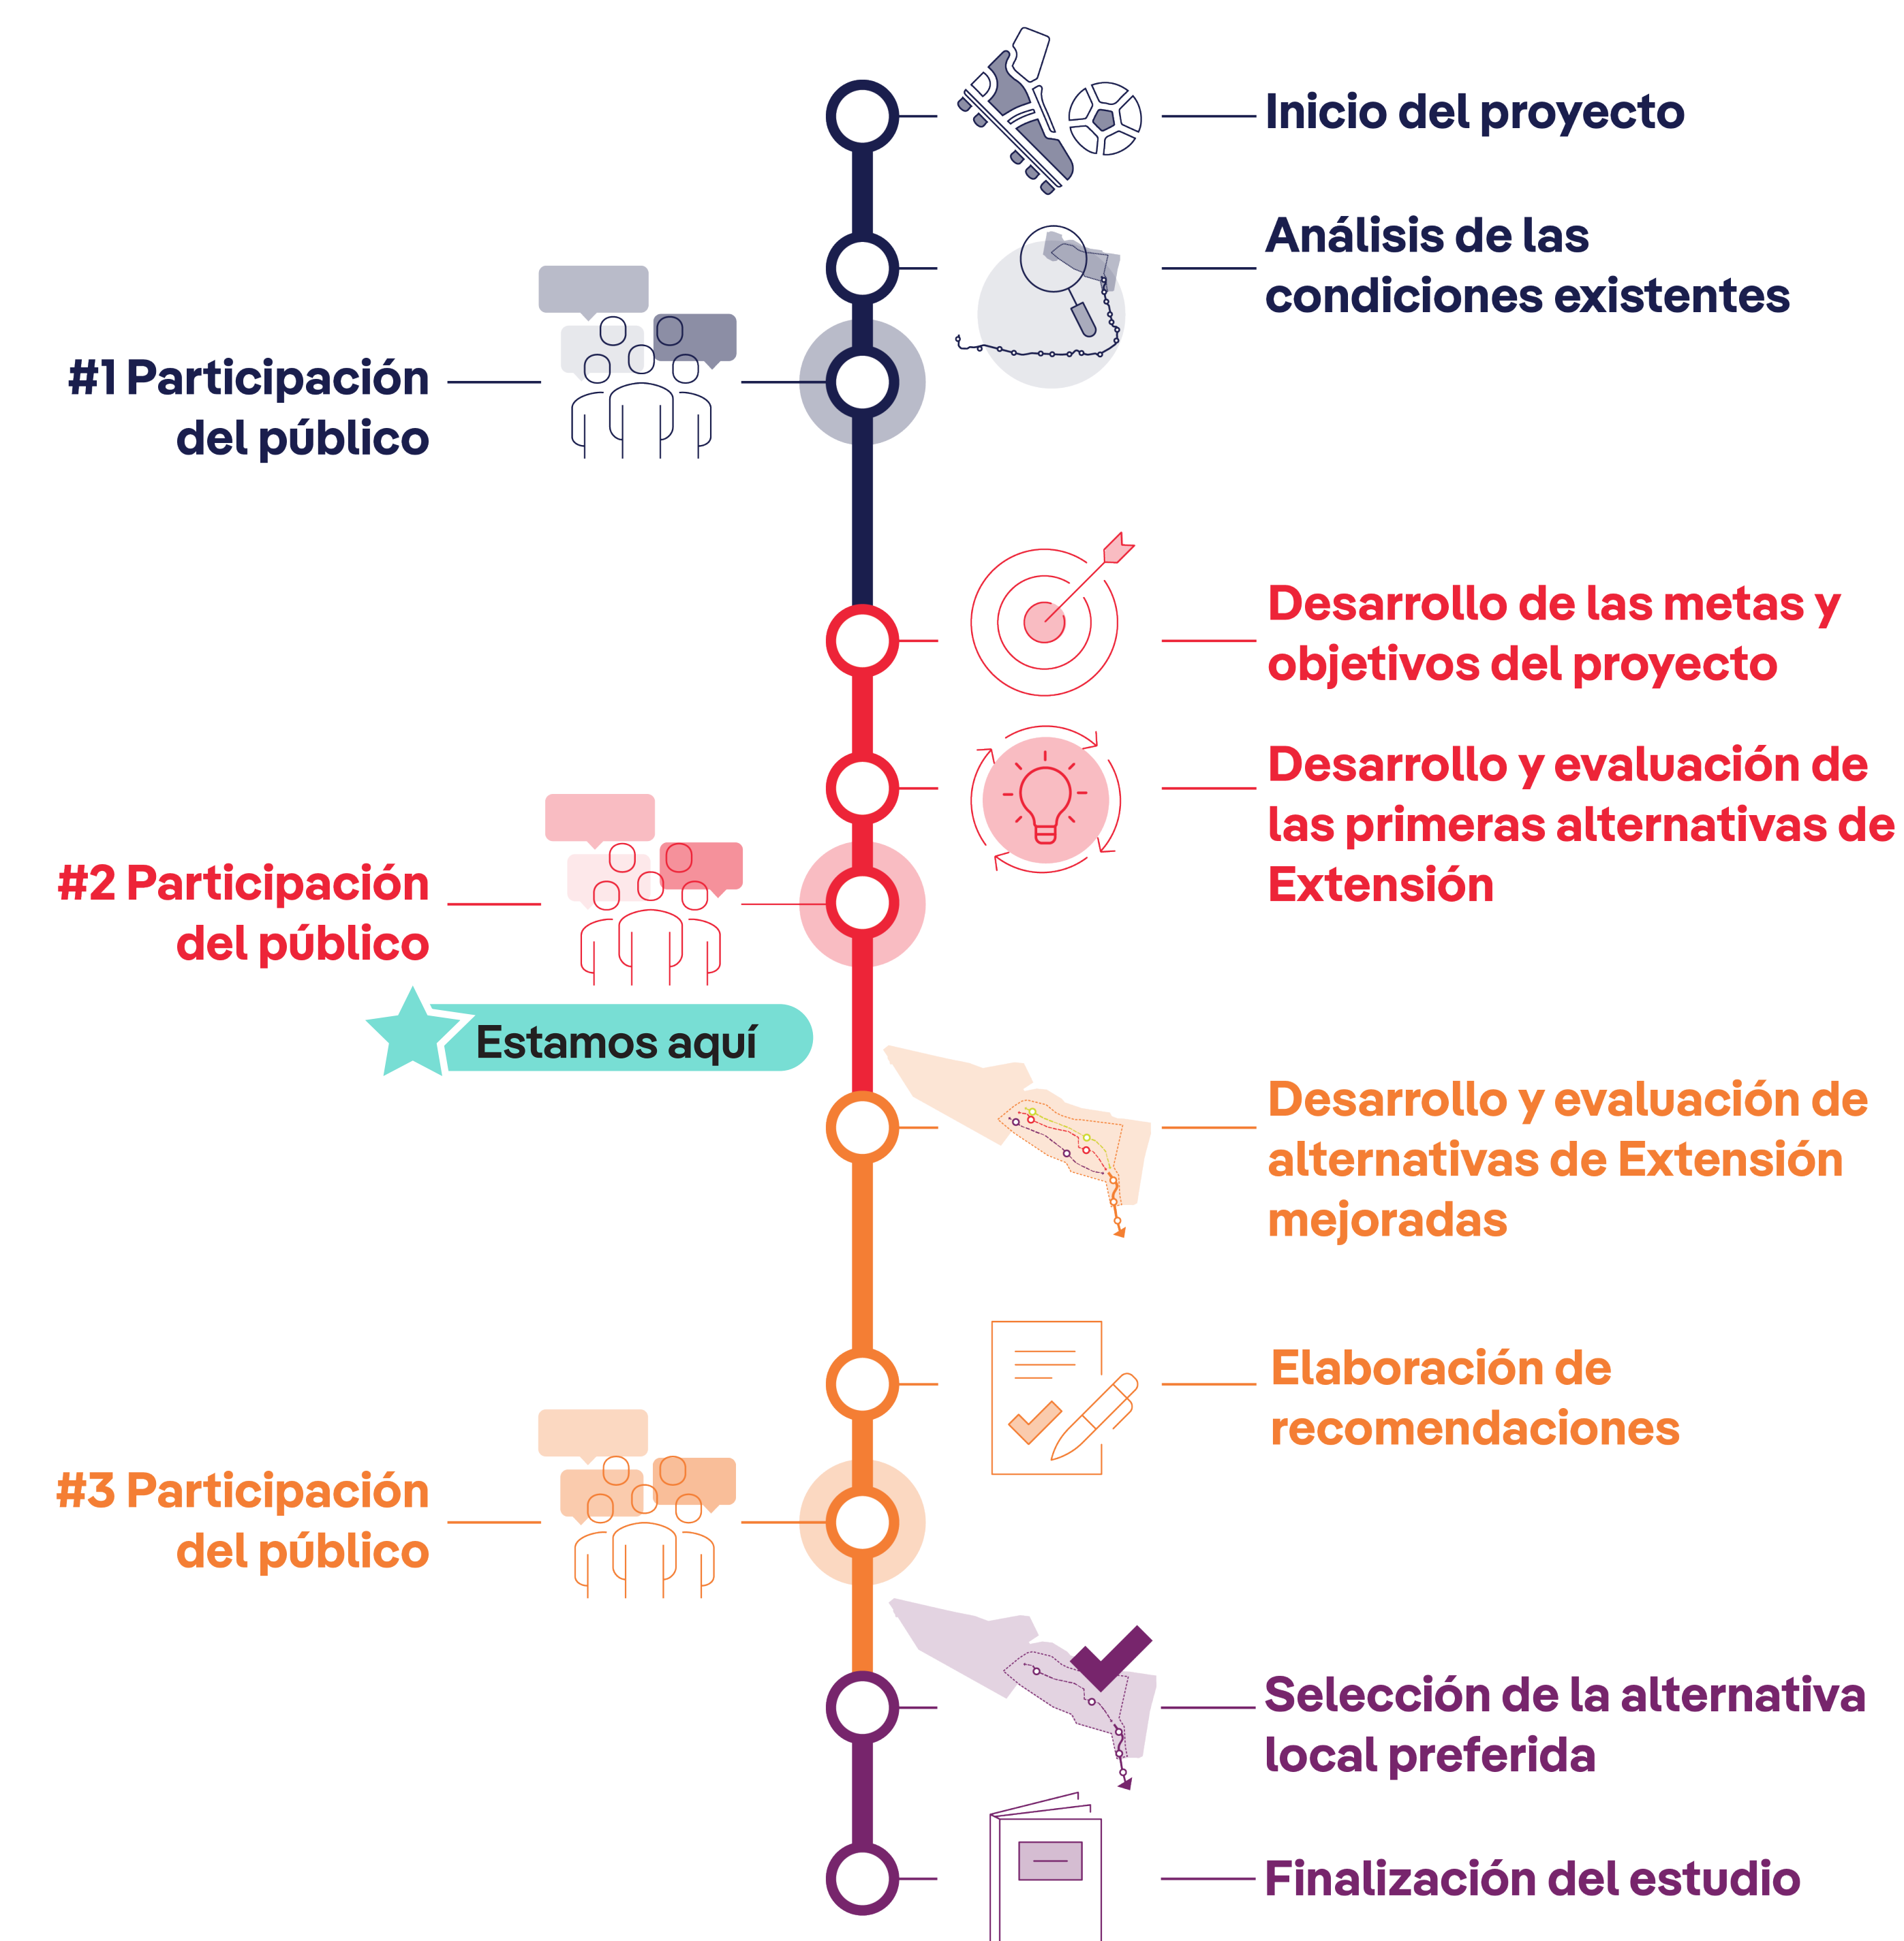 Inicio del proyecto
Análisis de las
condiciones existentes
#1 Participación
del público
Desarrollo de las metas y
objetivos del proyecto
Desarrollo y evaluación de
las primeras alternativas de
Extensión
#2 Participación
del público
Estamos aquí
Desarrollo y evaluación de
alternativas de Extensión
mejoradas
Elaboración de
recomendaciones
#3 Participación
del público
Selección de la alternativa
local preferida
Finalización del estudio